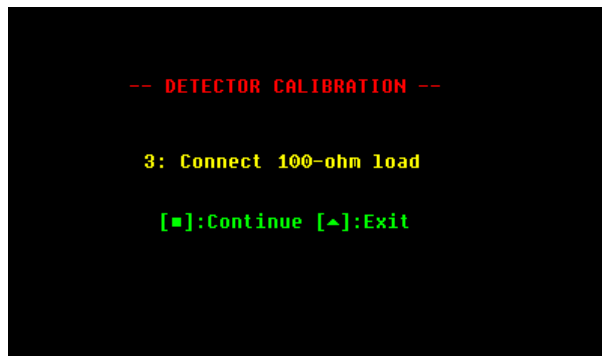 -- DETECTOR CALIBRATION --
3: Connect 100-ohm load
[■]:Continue [▲]:Exit